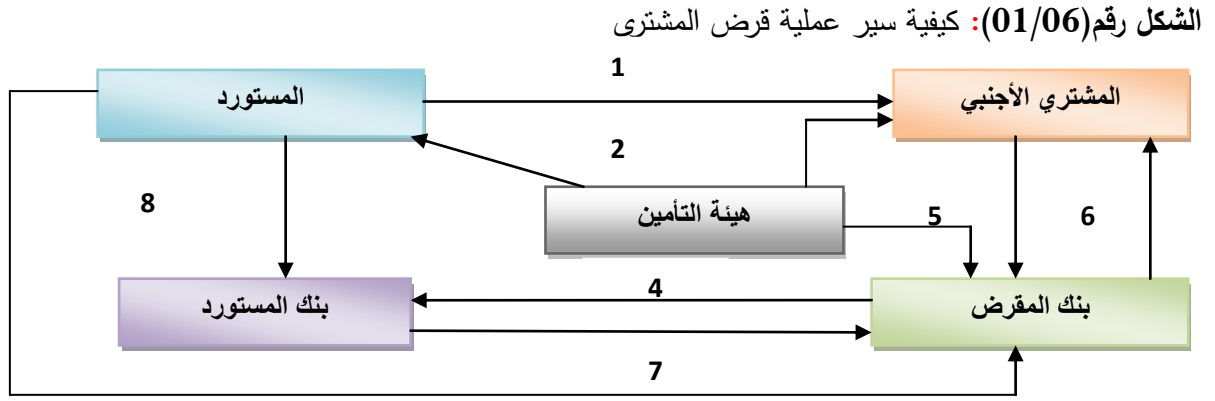 الشكل رقم(01/06): كيفية سير عملية قرض المشترى
1
المشتري الأجنبي
المستورد
2
هيئة التأمين
8
5
6
4
بنك المقرض
بنك المستورد
7